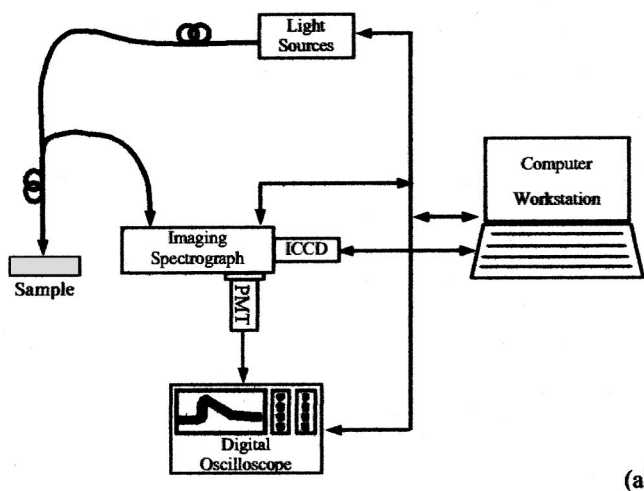 Light
Sources
Computer
Workstation
Imaging
Spectrograph
ICCD
Sample
PMT
Digital
Oscilloscope
(a